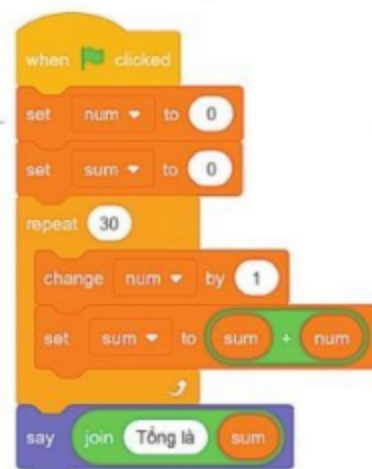 when clicked
set num to 0
set sum to 0
repeat 30
change num by 1
set sum to sum + num
say join Tổng là sum